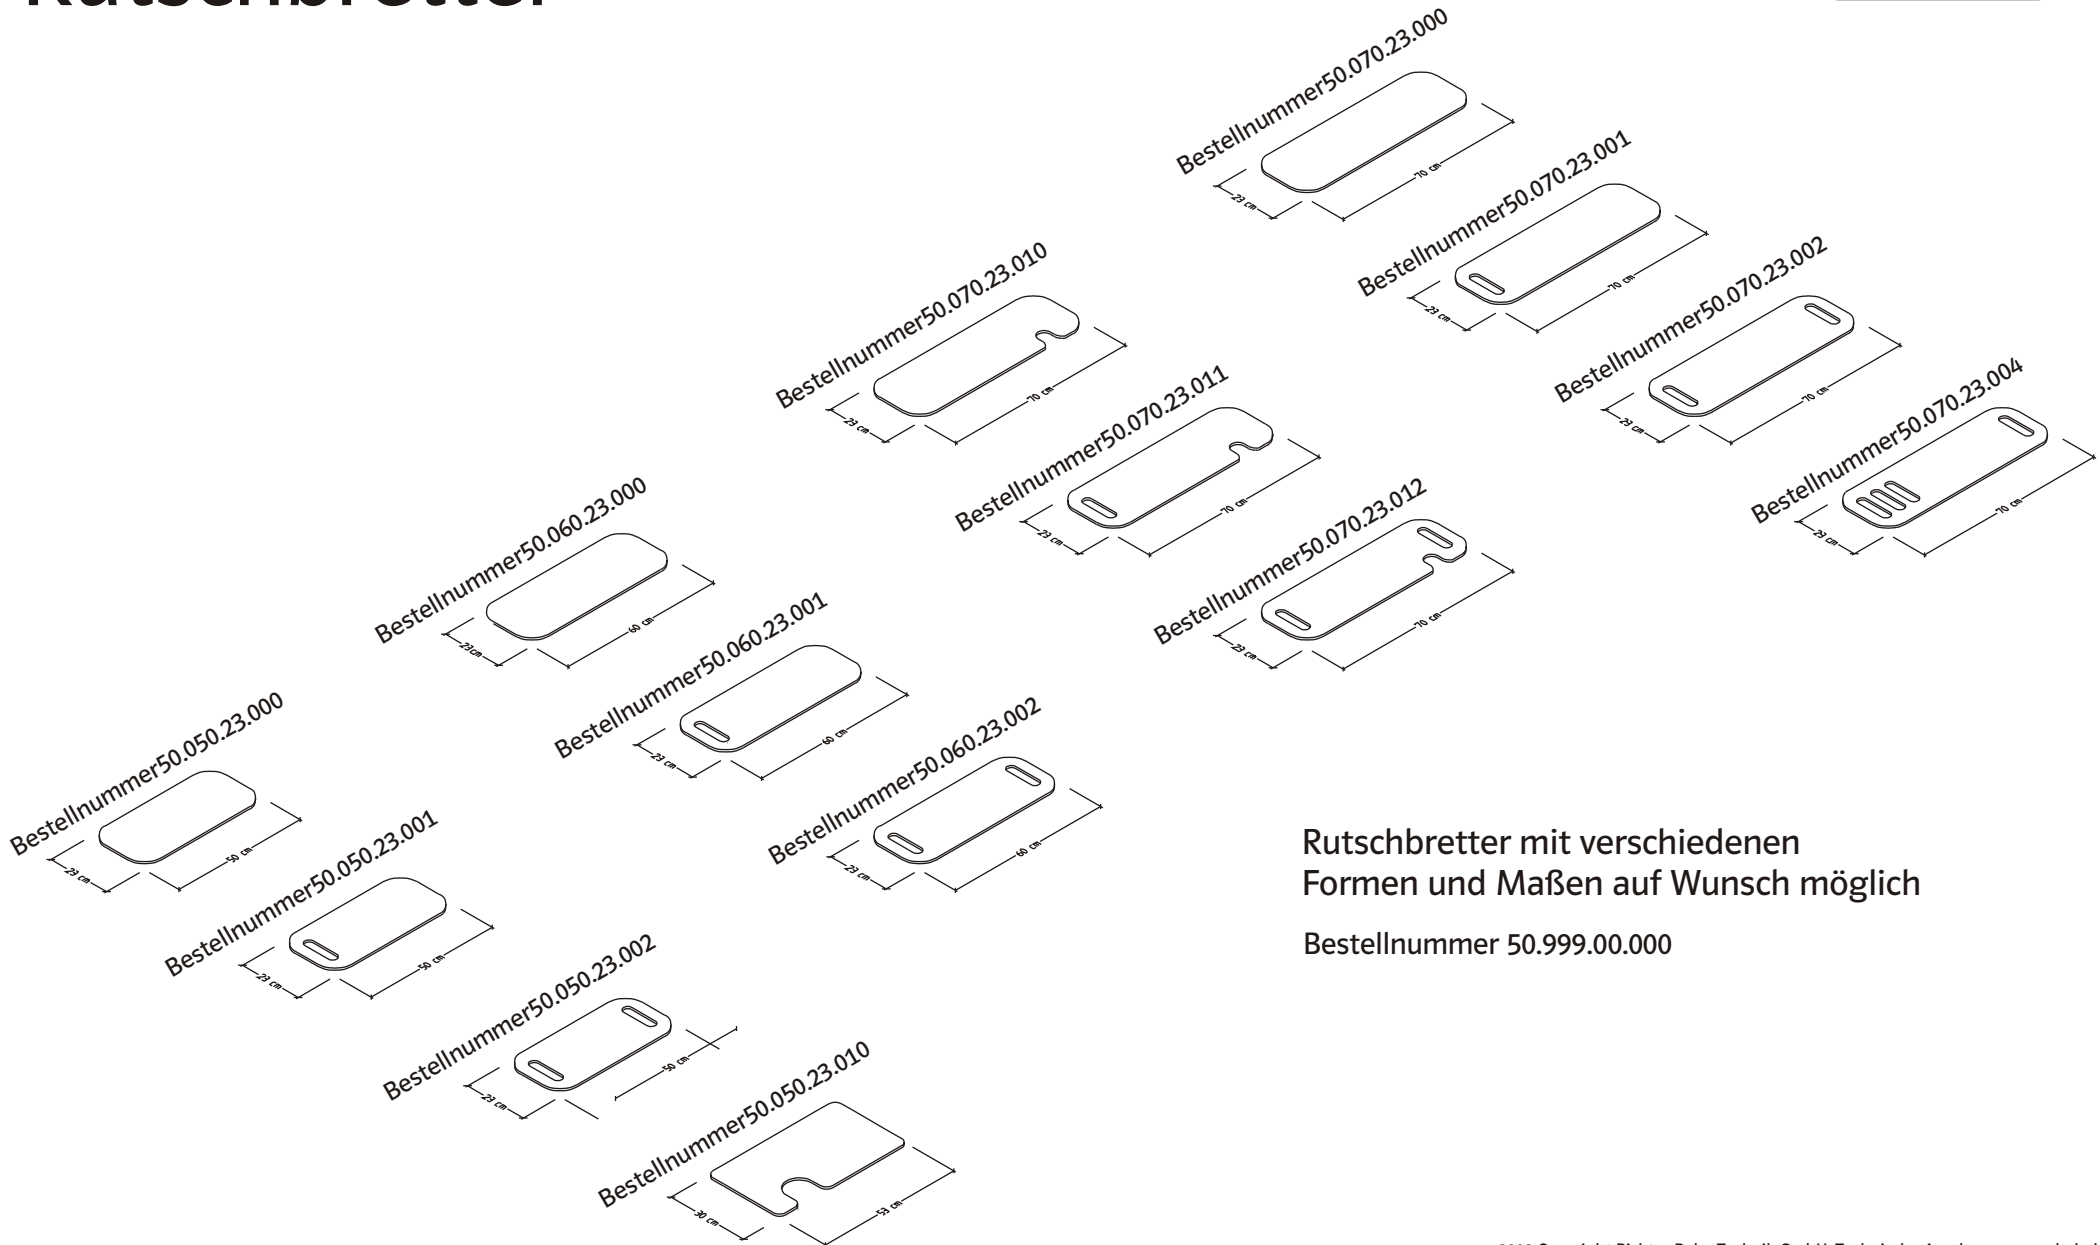 Rutschbretter
Bestellnummer50.070.23.000
23 cm
70 cm
Bestellnummer50.070.23.001
23 cm
70 cm
Bestellnummer50.070.23.002
23 cm
70 cm
Bestellnummer50.070.23.004
23 cm
70 cm
Bestellnummer50.070.23.010
23 cm
70 cm
Bestellnummer50.070.23.011
23 cm
70 cm
Bestellnummer50.070.23.012
23 cm
70 cm
Bestellnummer50.060.23.000
23cm
60 cm
Bestellnummer50.060.23.001
23 cm
60 cm
Bestellnummer50.060.23.002
23 cm
60 cm
Bestellnummer50.050.23.000
23 cm
50 cm
Bestellnummer50.050.23.001
23 cm
50 cm
Bestellnummer50.050.23.002
23 cm
50 cm
Bestellnummer50.050.23.010
30 cm
53 cm
Rutschbretter mit verschiedenen
Formen und Maßen auf Wunsch möglich
Bestellnummer 50.999.00.000